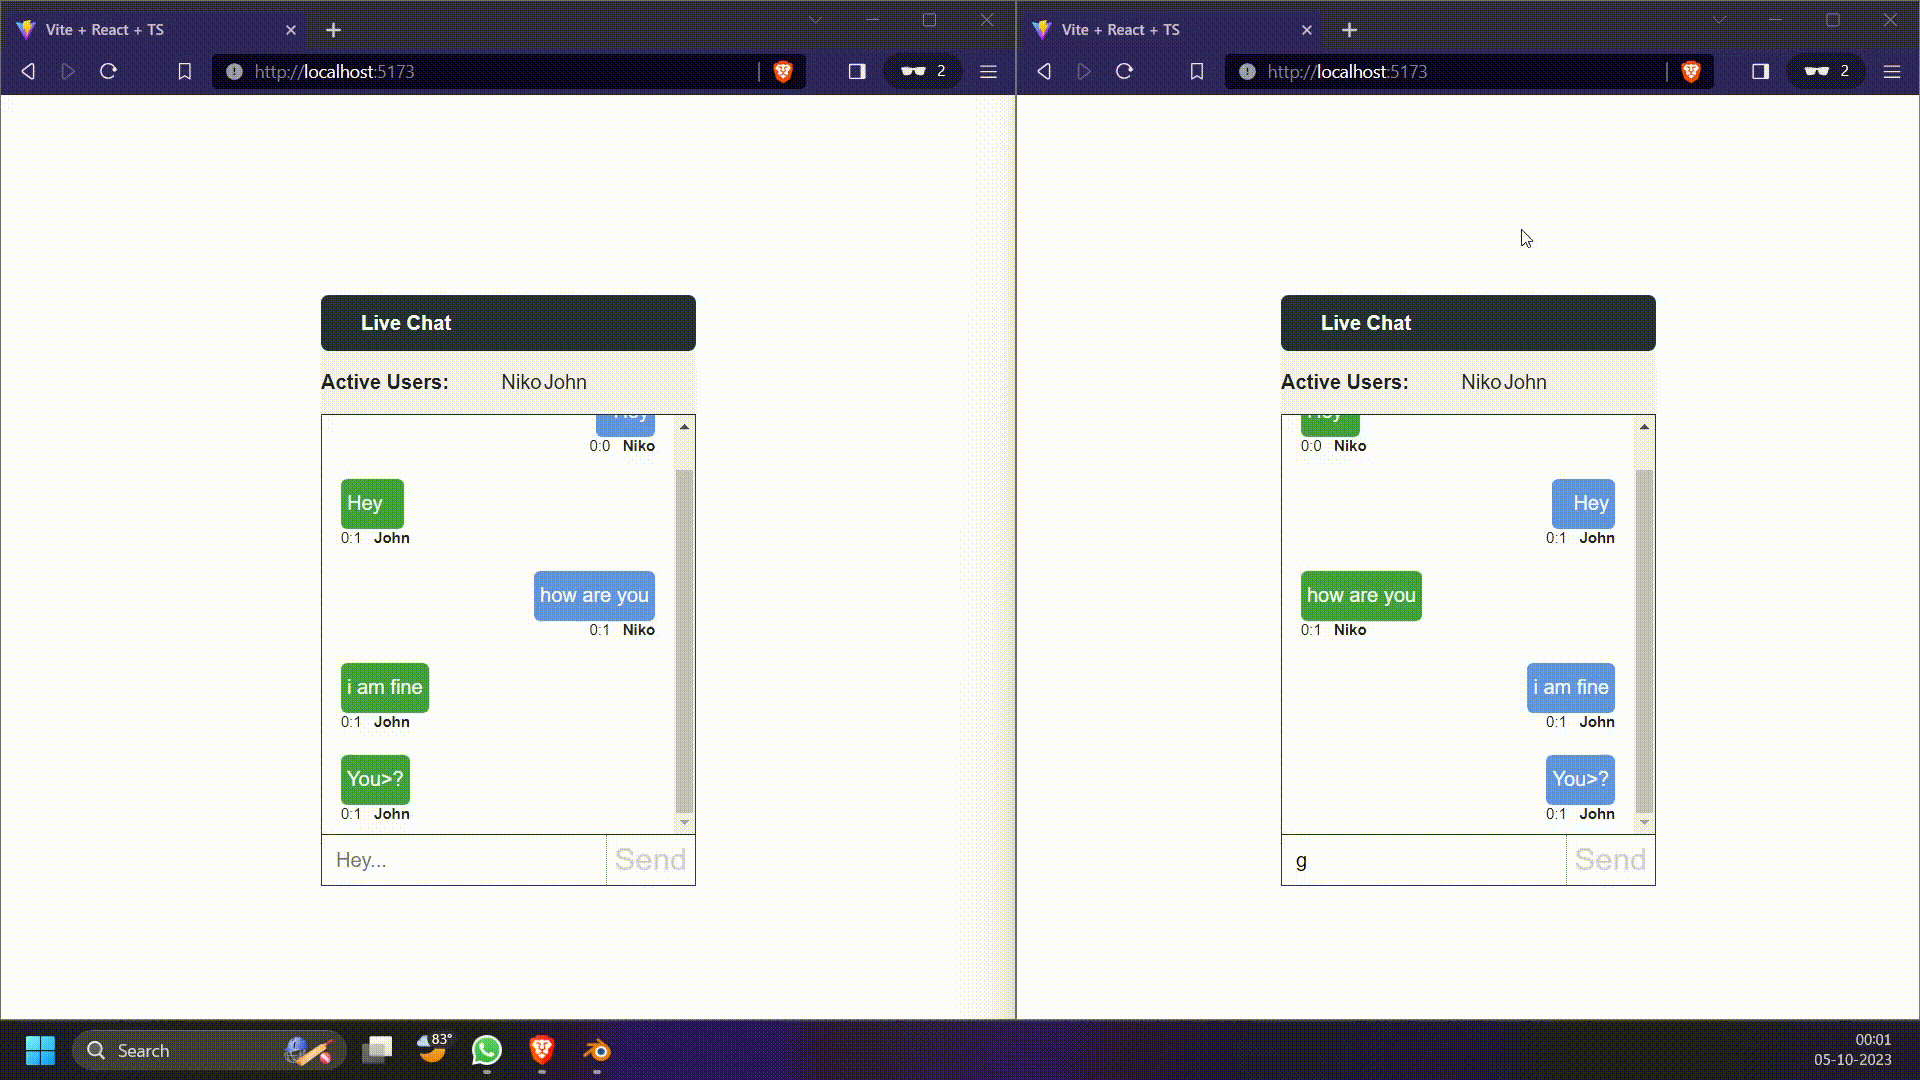 Vite + React + TS
http://localhost:5173
2
Live Chat
Active Users: Niko John
Hey
0:0 Niko
Hey
0:1 John
how are you
0:1 Niko
i am fine
0:1 John
You>?
0:1 John
Hey...
Send
Vite + React + TS
http://localhost:5173
2
Live Chat
Active Users: Niko John
Hey
0:0 Niko
Hey
0:1 John
how are you
0:1 Niko
i am fine
0:1 John
You>?
0:1 John
g
Send
Search
83°
00:01
05-10-2023